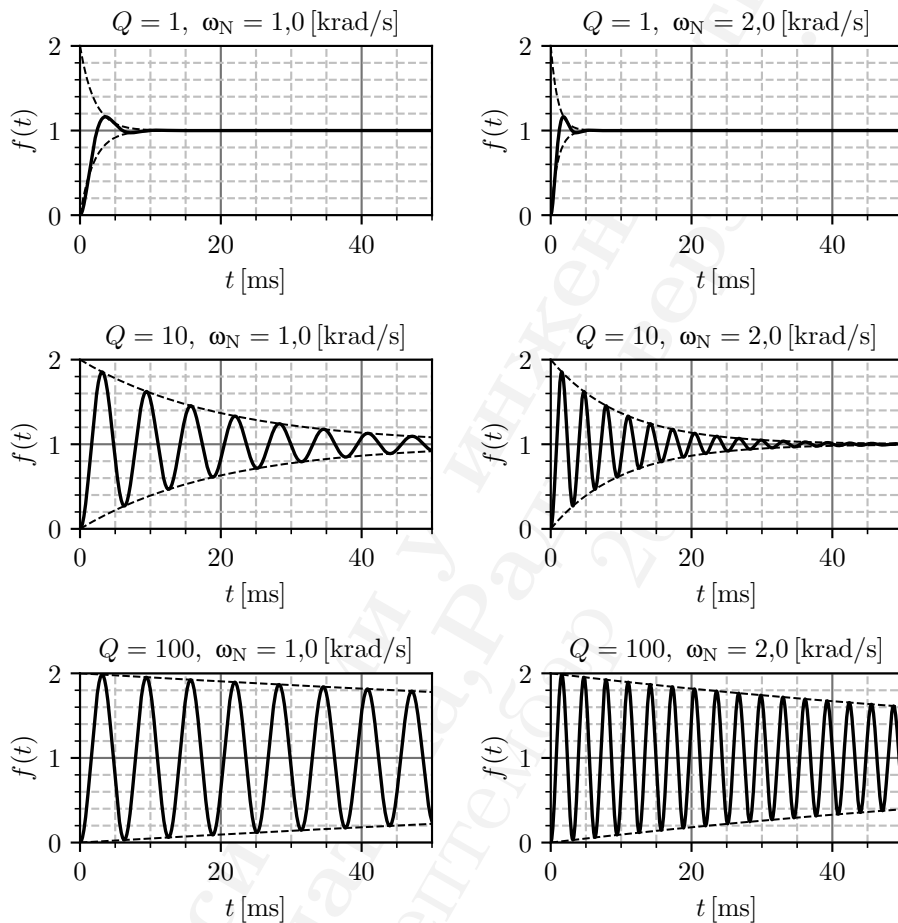 Q = 1, ω_N = 1,0 [krad/s]
f(t)
2
1
0
0 20 40
t [ms]
Q = 1, ω_N = 2,0 [krad/s]
f(t)
2
1
0
0 20 40
t [ms]
Q = 10, ω_N = 1,0 [krad/s]
f(t)
2
1
0
0 20 40
t [ms]
Q = 10, ω_N = 2,0 [krad/s]
f(t)
2
1
0
0 20 40
t [ms]
Q = 100, ω_N = 1,0 [krad/s]
f(t)
2
1
0
0 20 40
t [ms]
Q = 100, ω_N = 2,0 [krad/s]
f(t)
2
1
0
0 20 40
t [ms]